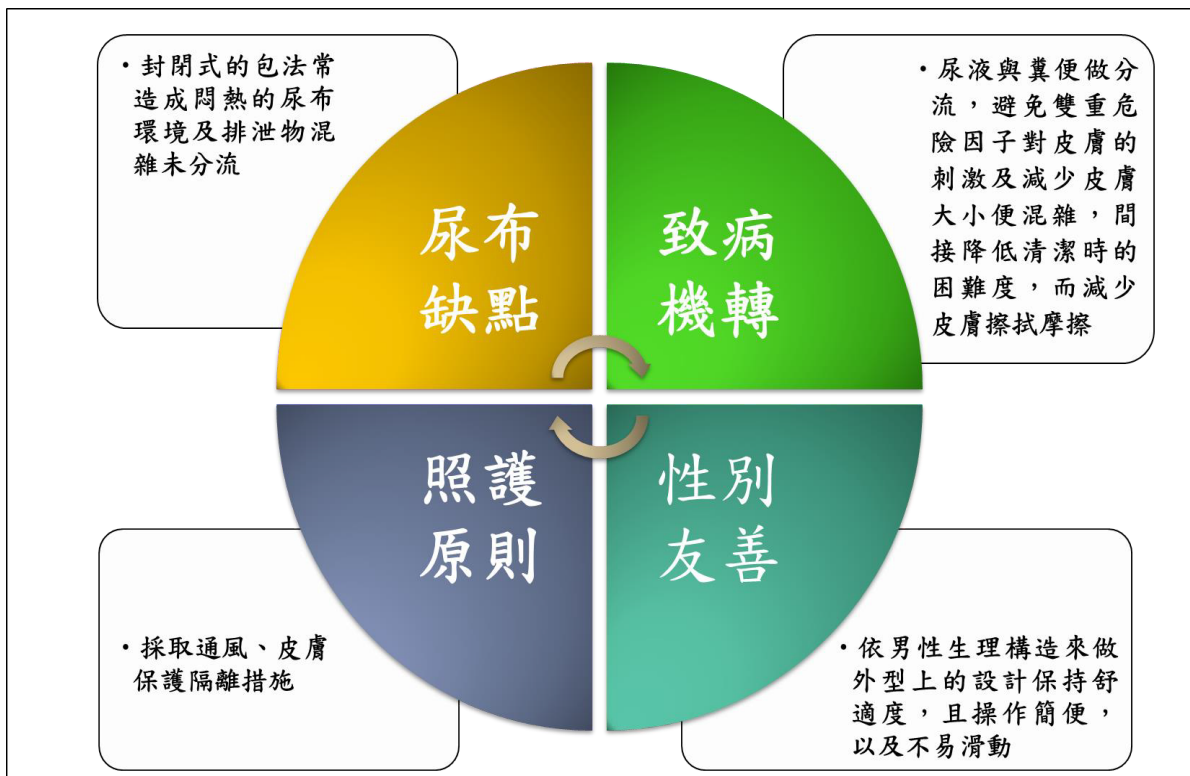 ・封閉式的包法常
造成悶熱的尿布
環境及排泄物混
雜未分流
尿布
缺點
致病
機轉
・尿液與糞便做分
流，避免雙重危
險因子對皮膚的
刺激及減少皮膚
大小便混雜，間
接降低清潔時的
困難度，而減少
皮膚擦拭摩擦
照護
原則
性別
友善
・採取通風、皮膚
保護隔離措施
・依男性生理構造來做
外型上的設計保持舒
適度，且操作簡便，
以及不易滑動